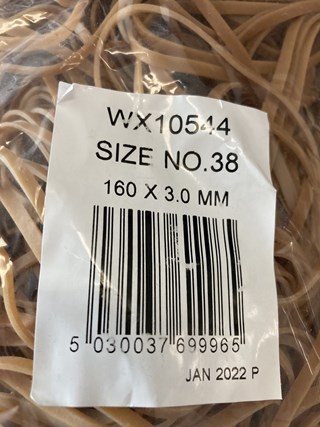 WX10544
SIZE NO.38
160 X 3.0 MM
5 030037 699965
JAN 2022 P